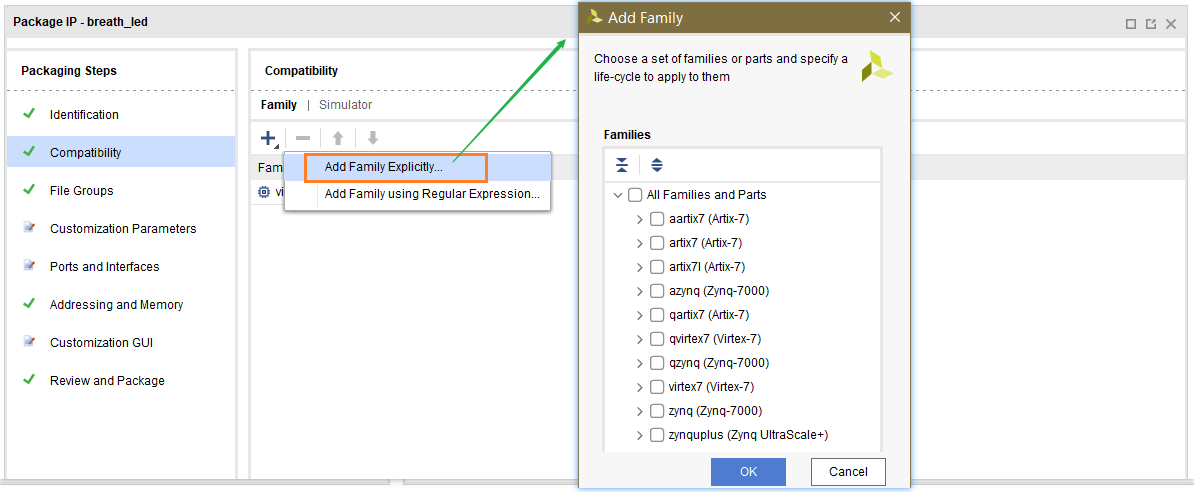 Package IP - breath_led
Packaging Steps
Identification
Compatibility
File Groups
Customization Parameters
Ports and Interfaces
Addressing and Memory
Customization GUI
Review and Package
Compatibility
Family | Simulator
Add Family Explicitly...
Add Family using Regular Expression...
Fam
vi
Add Family
Choose a set of families or parts and specify a
life-cycle to apply to them
Families
All Families and Parts
aartix7 (Artix-7)
artix7 (Artix-7)
artix7l (Artix-7)
azynq (Zynq-7000)
qartix7 (Artix-7)
qvirtex7 (Virtex-7)
qzynq (Zynq-7000)
virtex7 (Virtex-7)
zynq (Zynq-7000)
zynquplus (Zynq UltraScale+)
OK
Cancel